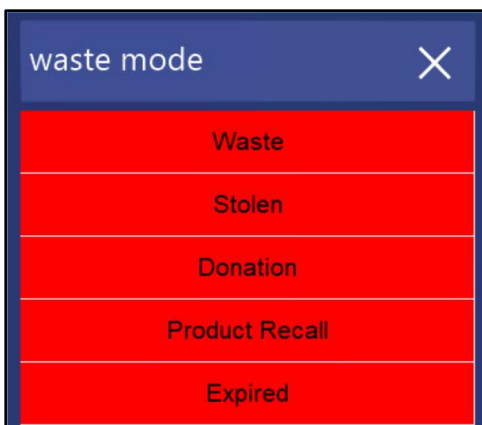 waste mode
Waste
Stolen
Donation
Product Recall
Expired